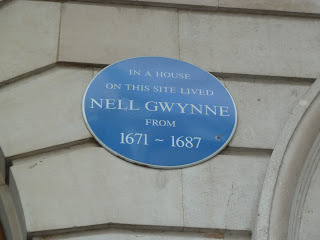 IN A HOUSE
ON THIS SITE LIVED
NELL GWYNNE
FROM
1671 ~ 1687